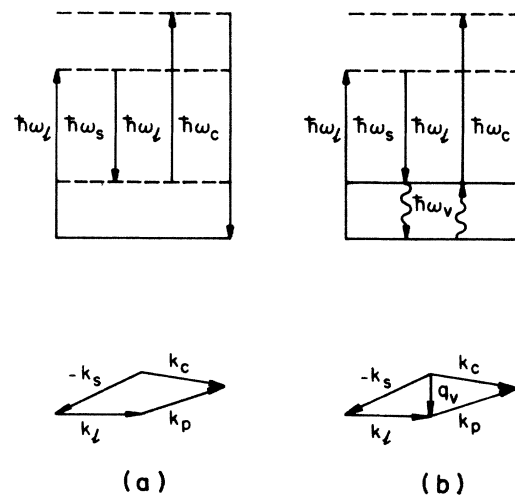 ħω_l ħω_s ħω_l ħω_c
ħω_l ħω_s ħω_l ħω_c
ħω_v
-k_s k_c
k_l k_p
-k_s k_c
q_v
k_l k_p
(a) (b)